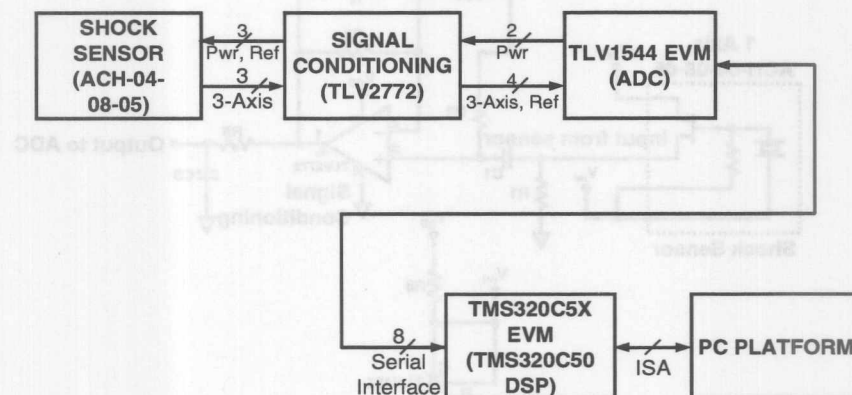 SHOCK
SENSOR
(ACH-04-
08-05)
3
Pwr, Ref
3
3-Axis
SIGNAL
CONDITIONING
(TLV2772)
2
Pwr
4
3-Axis, Ref
TLV1544 EVM
(ADC)
Output to ADC
Input from sensor
Signal
Conditioning
Shock Sensor
1 Axis
8
Serial
Interface
TMS320C5X
EVM
(TMS320C50
DSP)
ISA
PC PLATFORM